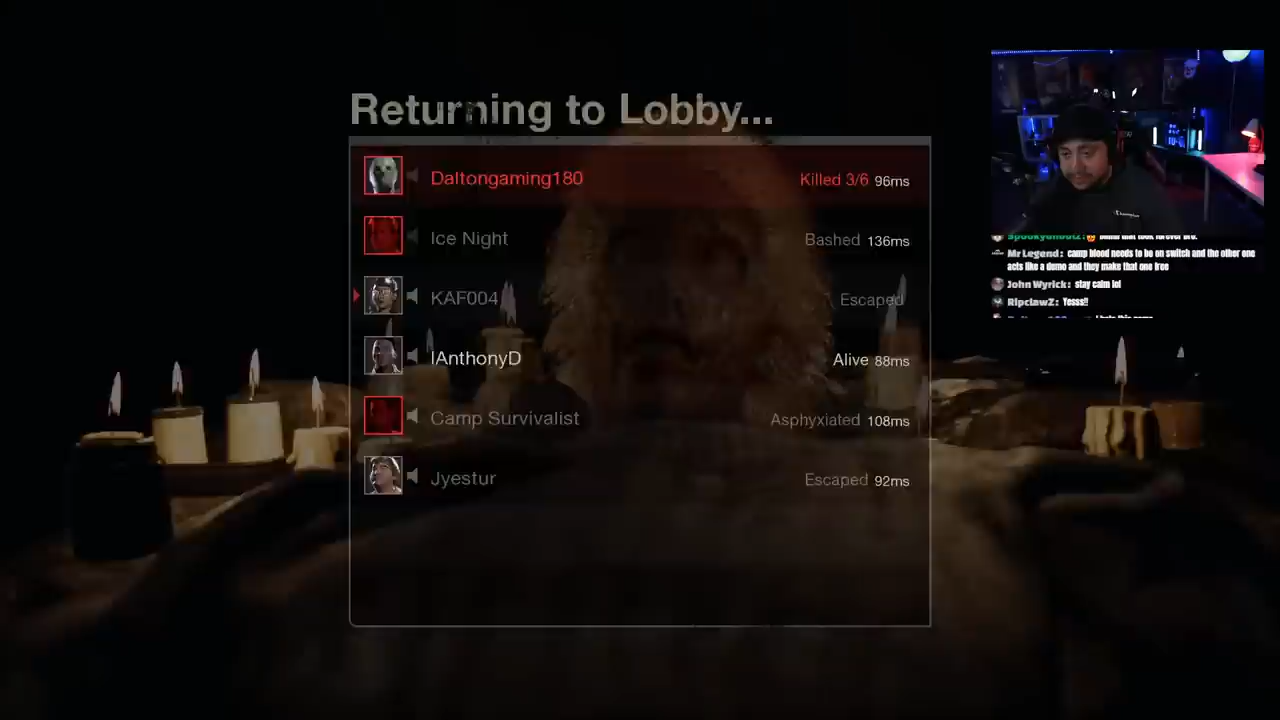 Returning to Lobby...
Daltongaming180 Killed 3/6 96ms
Ice Night Bashed 136ms
KAF004 Escaped
lAnthonyD Alive 88ms
Camp Survivalist Asphyxiated 108ms
Jyestur Escaped 92ms
Mr Legend: camp blood needs to be on switch and the other one
acts like a demo and they make that one free
John Wyrick: stay calm lol
RipclawZ: Yesss!!